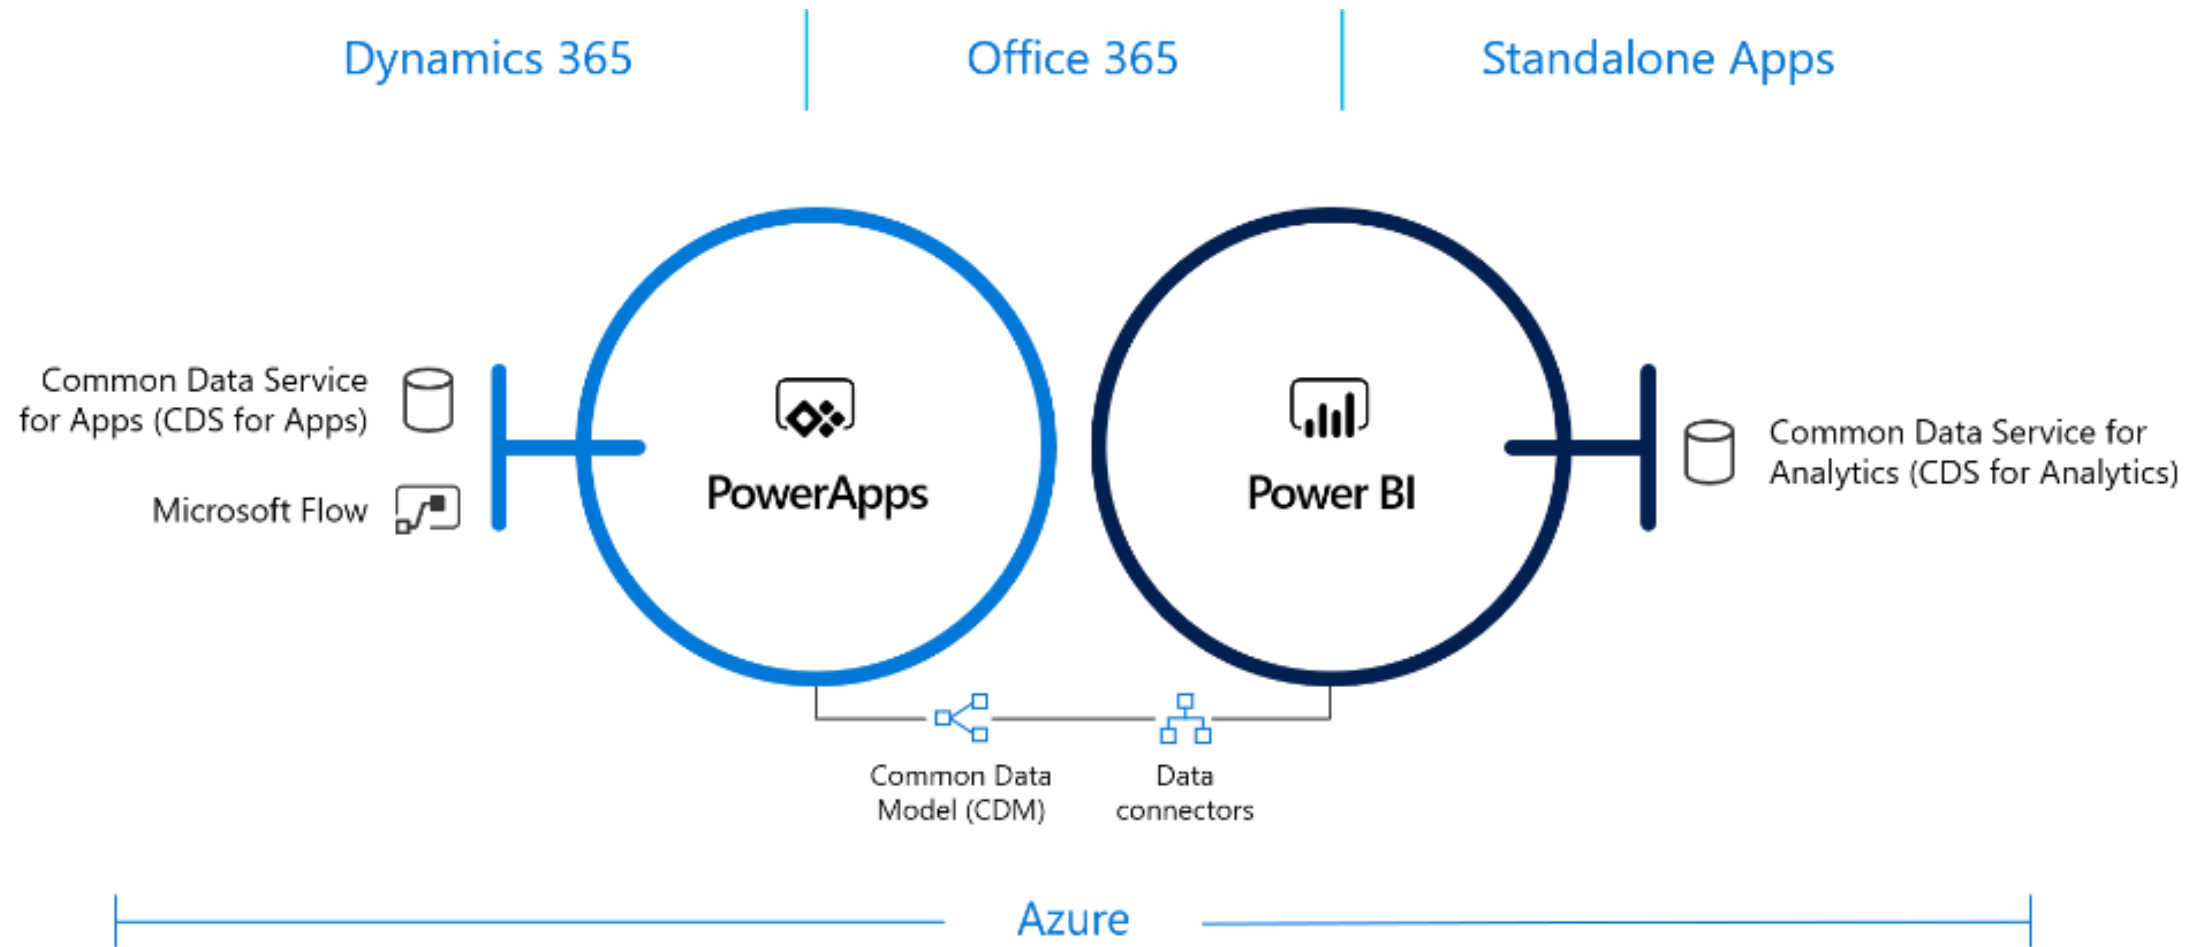 Dynamics 365
Office 365
Standalone Apps
Common Data Service
for Apps (CDS for Apps)
Microsoft Flow
PowerApps
Power BI
Common Data Service for
Analytics (CDS for Analytics)
Common Data
Model (CDM)
Data
connectors
Azure